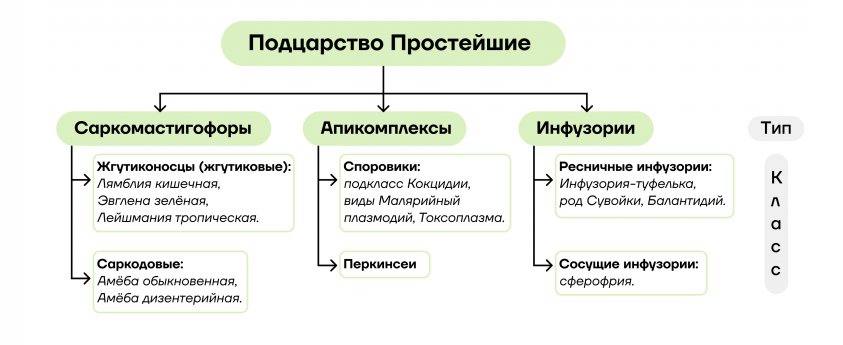 Подцарство Простейшие
Саркомастигофоры
Апикомплексы
Инфузории
Тип
Жгутиконосцы (жгутиковые):
Лямблия кишечная,
Эвглена зелёная,
Лейшмания тропическая.
Споровики:
подкласс Кокцидии,
виды Малярийный
плазмодий, Токсоплазма.
Ресничные инфузории:
Инфузория-туфелька,
род Сувойки, Балантидий.
Саркодовые:
Амёба обыкновенная,
Амёба дизентерийная.
Перкинсеи
Сосущие инфузории:
сферофрия.
К
л
а
с
с